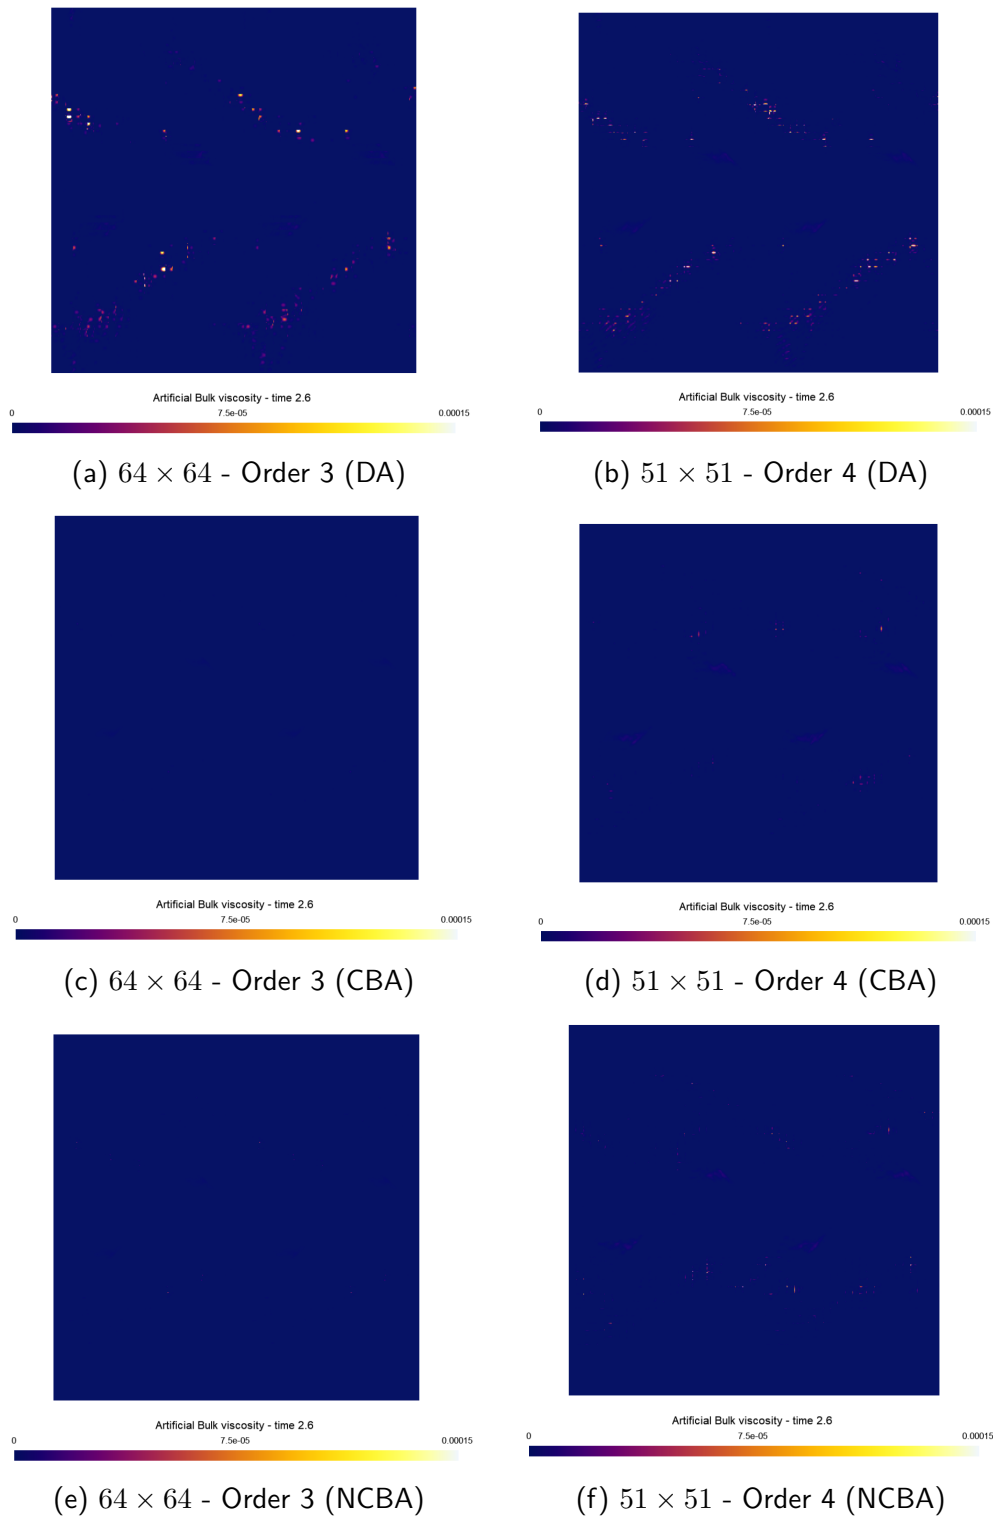 Artificial Bulk viscosity - time 2.6
0 7.5e-05 0.00015
(a) 64 × 64 - Order 3 (DA)
Artificial Bulk viscosity - time 2.6
0 7.5e-05 0.00015
(b) 51 × 51 - Order 4 (DA)
Artificial Bulk viscosity - time 2.6
0 7.5e-05 0.00015
(c) 64 × 64 - Order 3 (CBA)
Artificial Bulk viscosity - time 2.6
0 7.5e-05 0.00015
(d) 51 × 51 - Order 4 (CBA)
Artificial Bulk viscosity - time 2.6
0 7.5e-05 0.00015
(e) 64 × 64 - Order 3 (NCBA)
Artificial Bulk viscosity - time 2.6
0 7.5e-05 0.00015
(f) 51 × 51 - Order 4 (NCBA)